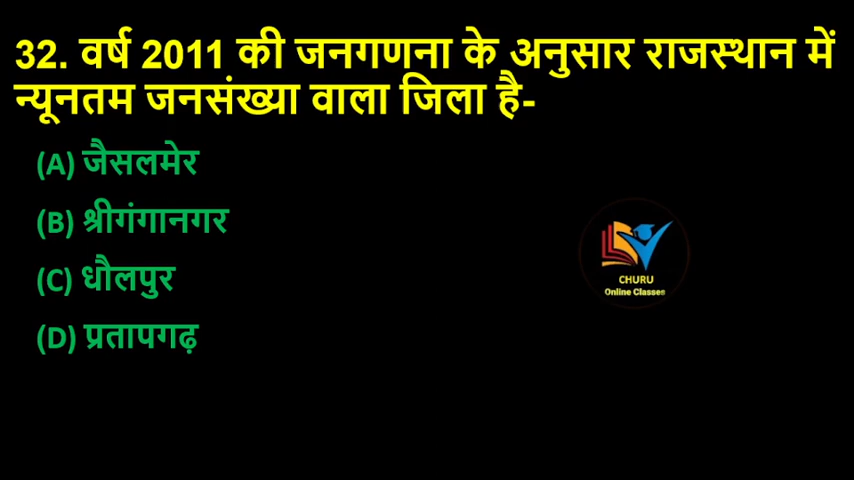 32. वर्ष 2011 की जनगणना के अनुसार राजस्थान में
न्यूनतम जनसंख्या वाला जिला है-
(A) जैसलमेर
(B) श्रीगंगानगर
(C) धौलपुर
(D) प्रतापगढ़
CHURU
Online Classes